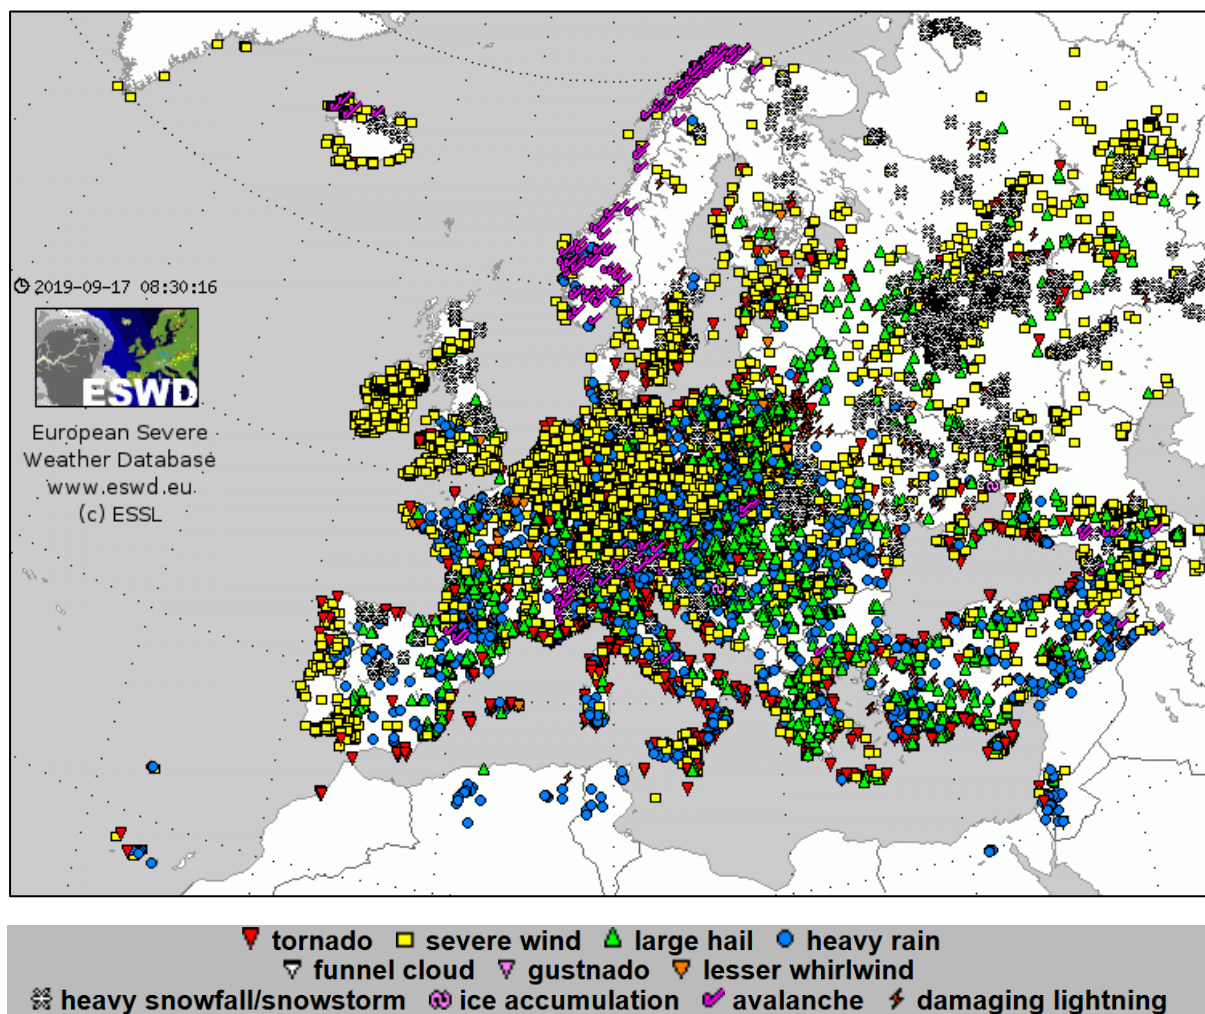 2019-09-17 08:30:16
ESWD
European Severe
Weather Database
www.eswd.eu
(c) ESSL
tornado severe wind large hail heavy rain
funnel cloud gustnado lesser whirlwind
heavy snowfall/snowstorm ice accumulation avalanche damaging lightning